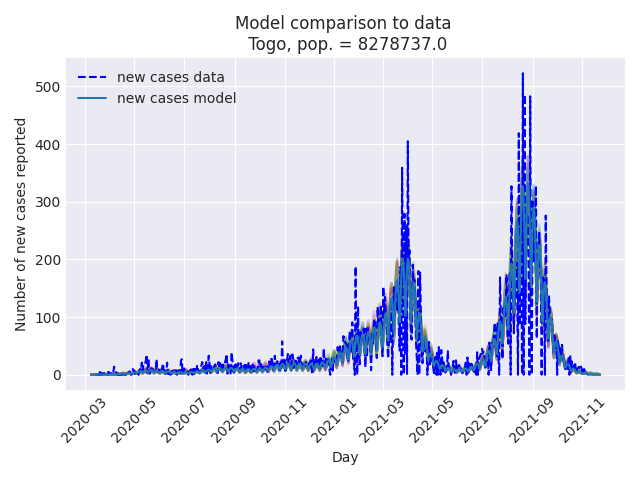 Model comparison to data
Togo, pop. = 8278737.0
new cases data
new cases model
Number of new cases reported
500
400
300
200
100
0
2020-03
2020-05
2020-07
2020-09
2020-11
2021-01
2021-03
2021-05
2021-07
2021-09
2021-11
Day